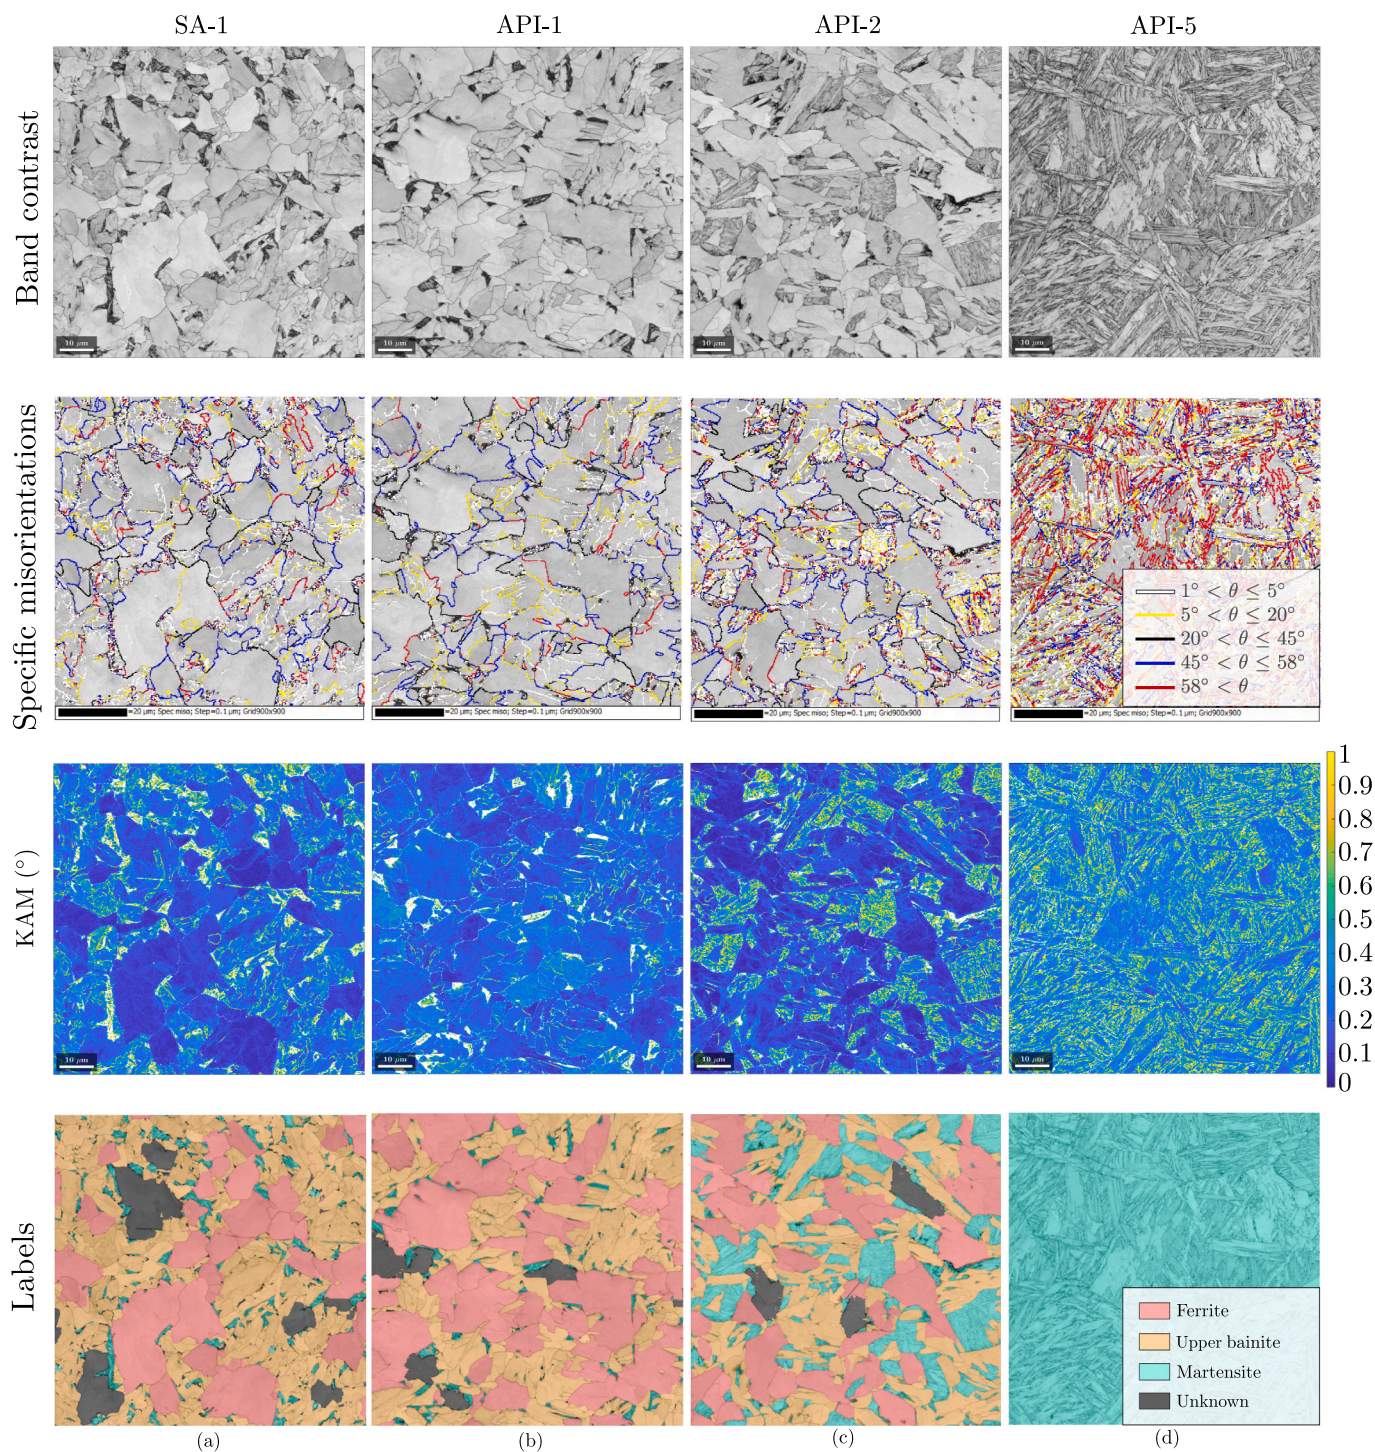 SA-1
API-1
API-2
API-5
Band contrast
10 μm
10 μm
10 μm
10 μm
Specific misorientations
1° < θ ≤ 5°
5° < θ ≤ 20°
20° < θ ≤ 45°
45° < θ ≤ 58°
58° < θ
=20 μm; Spec miso; Step=0.1 μm; Grid900x900
=20 μm; Spec miso; Step=0.1 μm; Grid900x900
=20 μm; Spec miso; Step=0.1 μm; Grid900x900
=20 μm; Spec miso; Step=0.1 μm; Grid900x900
KAM (°)
10 μm
10 μm
10 μm
10 μm
1
0.9
0.8
0.7
0.6
0.5
0.4
0.3
0.2
0.1
0
Labels
Ferrite
Upper bainite
Martensite
Unknown
(a)
(b)
(c)
(d)